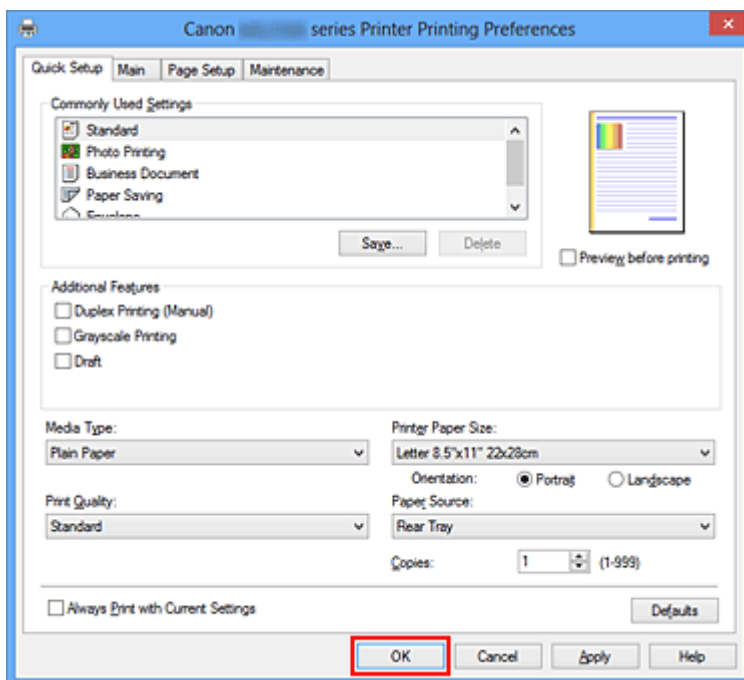 Canon series Printer Printing Preferences
Quick Setup Main Page Setup Maintenance
Commonly Used Settings
Standard
Photo Printing
Business Document
Paper Saving
Envelope
Save... Delete
Preview before printing
Additional Features
Duplex Printing (Manual)
Grayscale Printing
Draft
Media Type:
Plain Paper
Printer Paper Size:
Letter 8.5"x11" 22x28cm
Orientation: Portrait Landscape
Print Quality:
Standard
Paper Source:
Rear Tray
Copies: 1 (1-999)
Always Print with Current Settings
Defaults
OK Cancel Apply Help